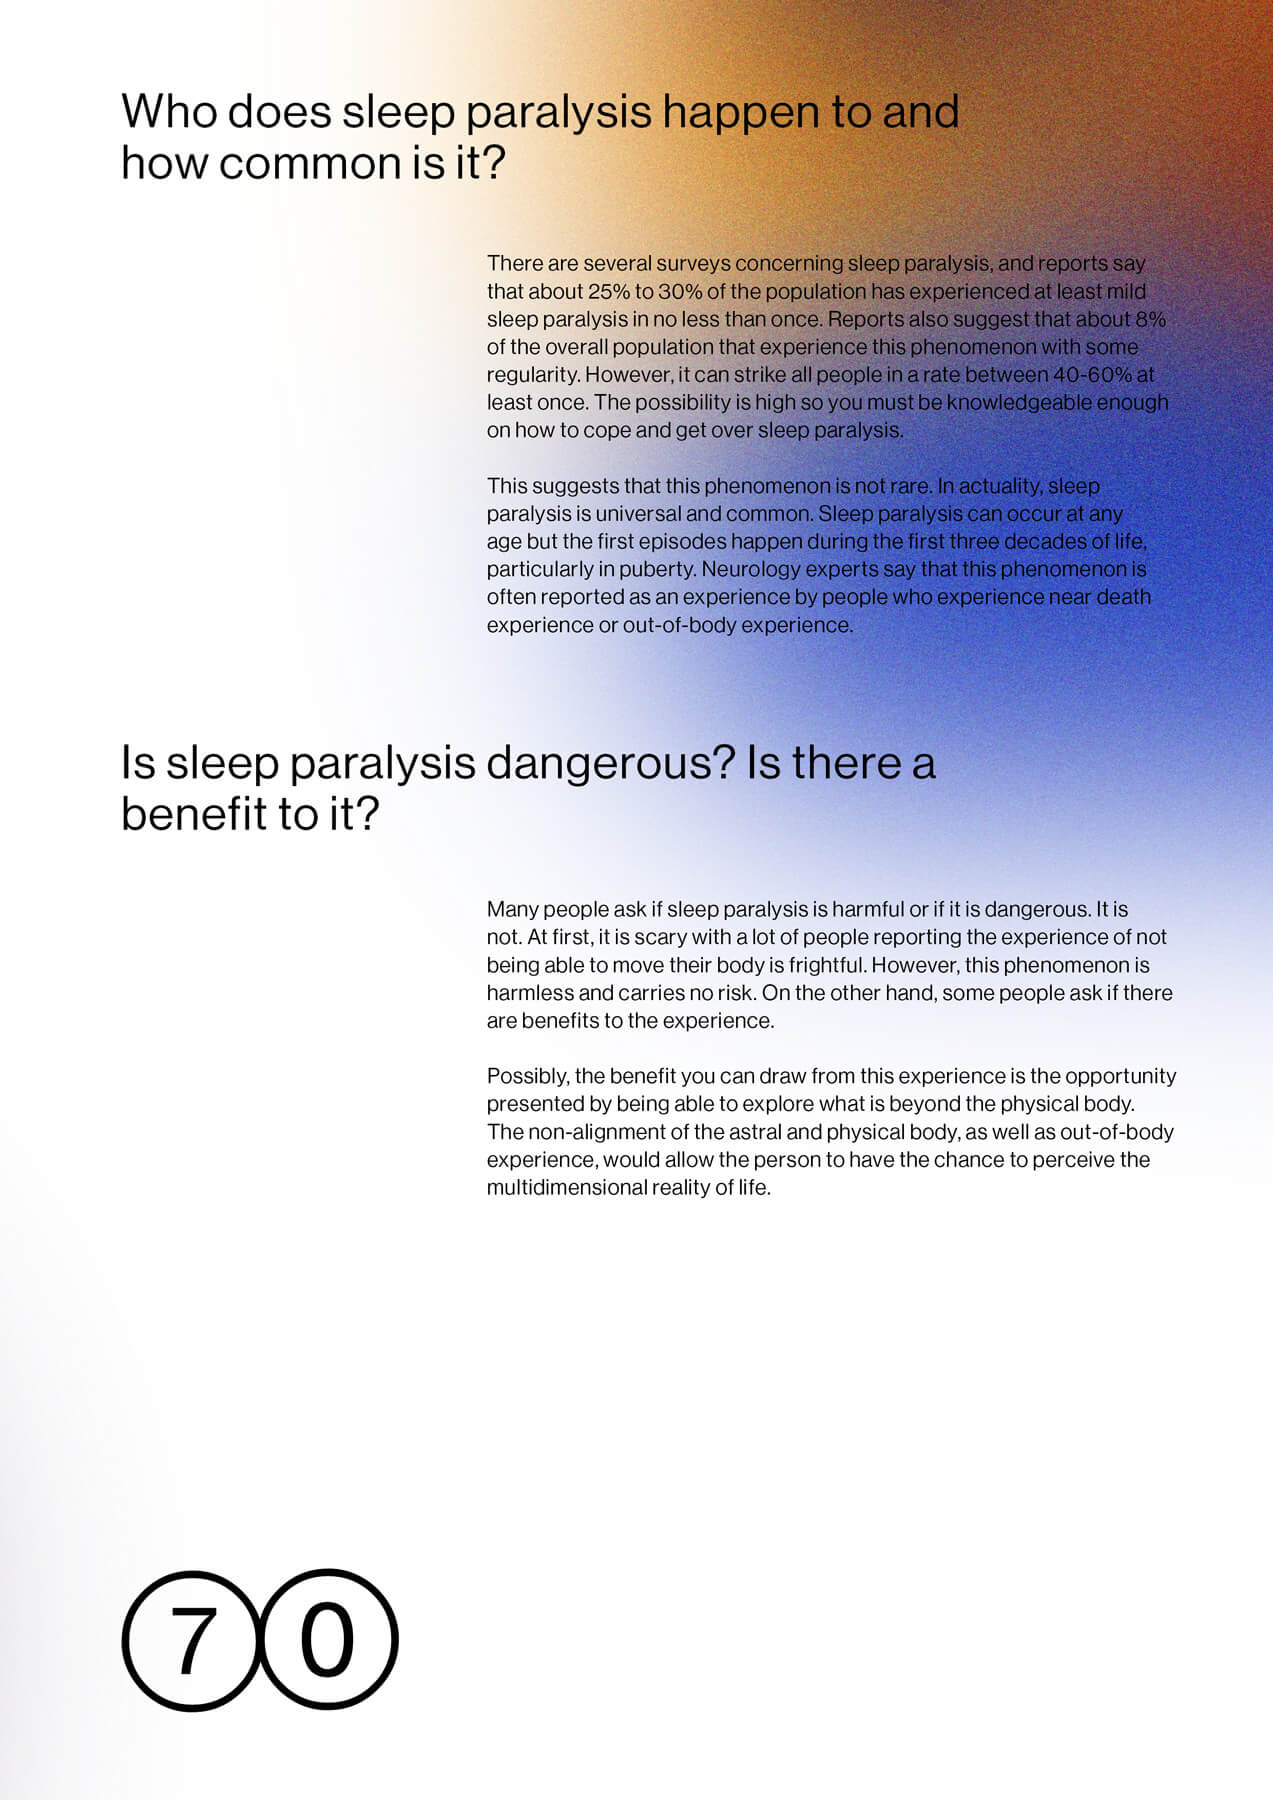 Who does sleep paralysis happen to and
how common is it?
There are several surveys concerning sleep paralysis, and reports say
that about 25% to 30% of the population has experienced at least mild
sleep paralysis in no less than once. Reports also suggest that about 8%
of the overall population that experience this phenomenon with some
regularity. However, it can strike all people in a rate between 40-60% at
least once. The possibility is high so you must be knowledgeable enough
on how to cope and get over sleep paralysis.
This suggests that this phenomenon is not rare. In actuality, sleep
paralysis is universal and common. Sleep paralysis can occur at any
age but the first episodes happen during the first three decades of life,
particularly in puberty. Neurology experts say that this phenomenon is
often reported as an experience by people who experience near death
experience or out-of-body experience.
Is sleep paralysis dangerous? Is there a
benefit to it?
Many people ask if sleep paralysis is harmful or if it is dangerous. It is
not. At first, it is scary with a lot of people reporting the experience of not
being able to move their body is frightful. However, this phenomenon is
harmless and carries no risk. On the other hand, some people ask if there
are benefits to the experience.
Possibly, the benefit you can draw from this experience is the opportunity
presented by being able to explore what is beyond the physical body.
The non-alignment of the astral and physical body, as well as out-of-body
experience, would allow the person to have the chance to perceive the
multidimensional reality of life.
70